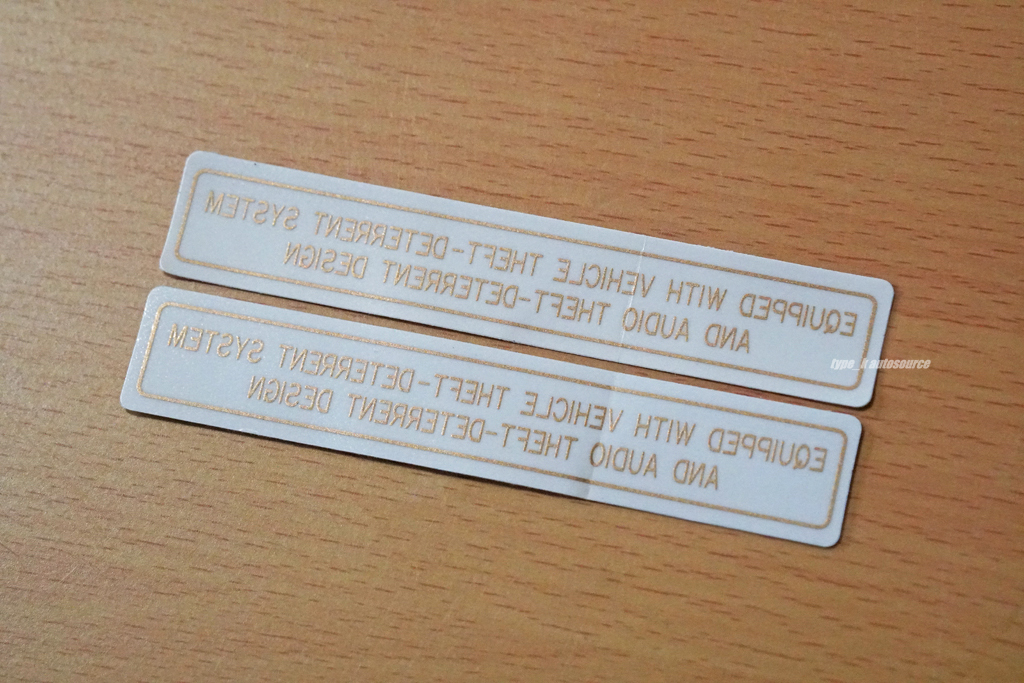 EQUIPPED WITH VEHICLE THEFT-DETERRENT SYSTEM
AND AUDIO THEFT-DETERRENT DESIGN
EQUIPPED WITH VEHICLE THEFT-DETERRENT SYSTEM
AND AUDIO THEFT-DETERRENT DESIGN
autosource